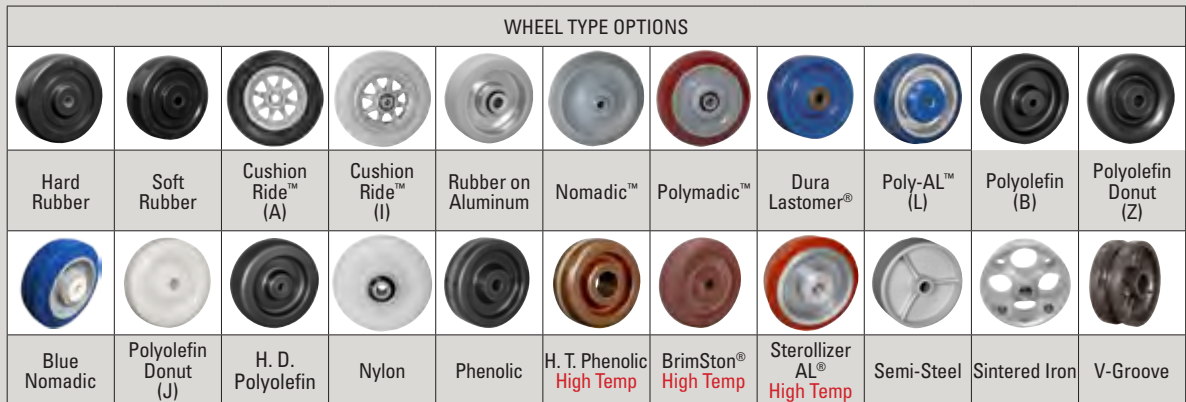 WHEEL TYPE OPTIONS
Hard
Rubber
Soft
Rubber
Cushion
Ride™
(A)
Cushion
Ride™
(I)
Rubber on
Aluminum
Nomadic™
Polymadic™
Dura
Lastomer®
Poly-AL™
(L)
Polyolefin
(B)
Polyolefin
Donut
(Z)
Blue
Nomadic
Polyolefin
Donut
(J)
H. D.
Polyolefin
Nylon
Phenolic
H. T. Phenolic
High Temp
BrimSton®
High Temp
Sterollizer
AL®
High Temp
Semi-Steel
Sintered Iron
V-Groove